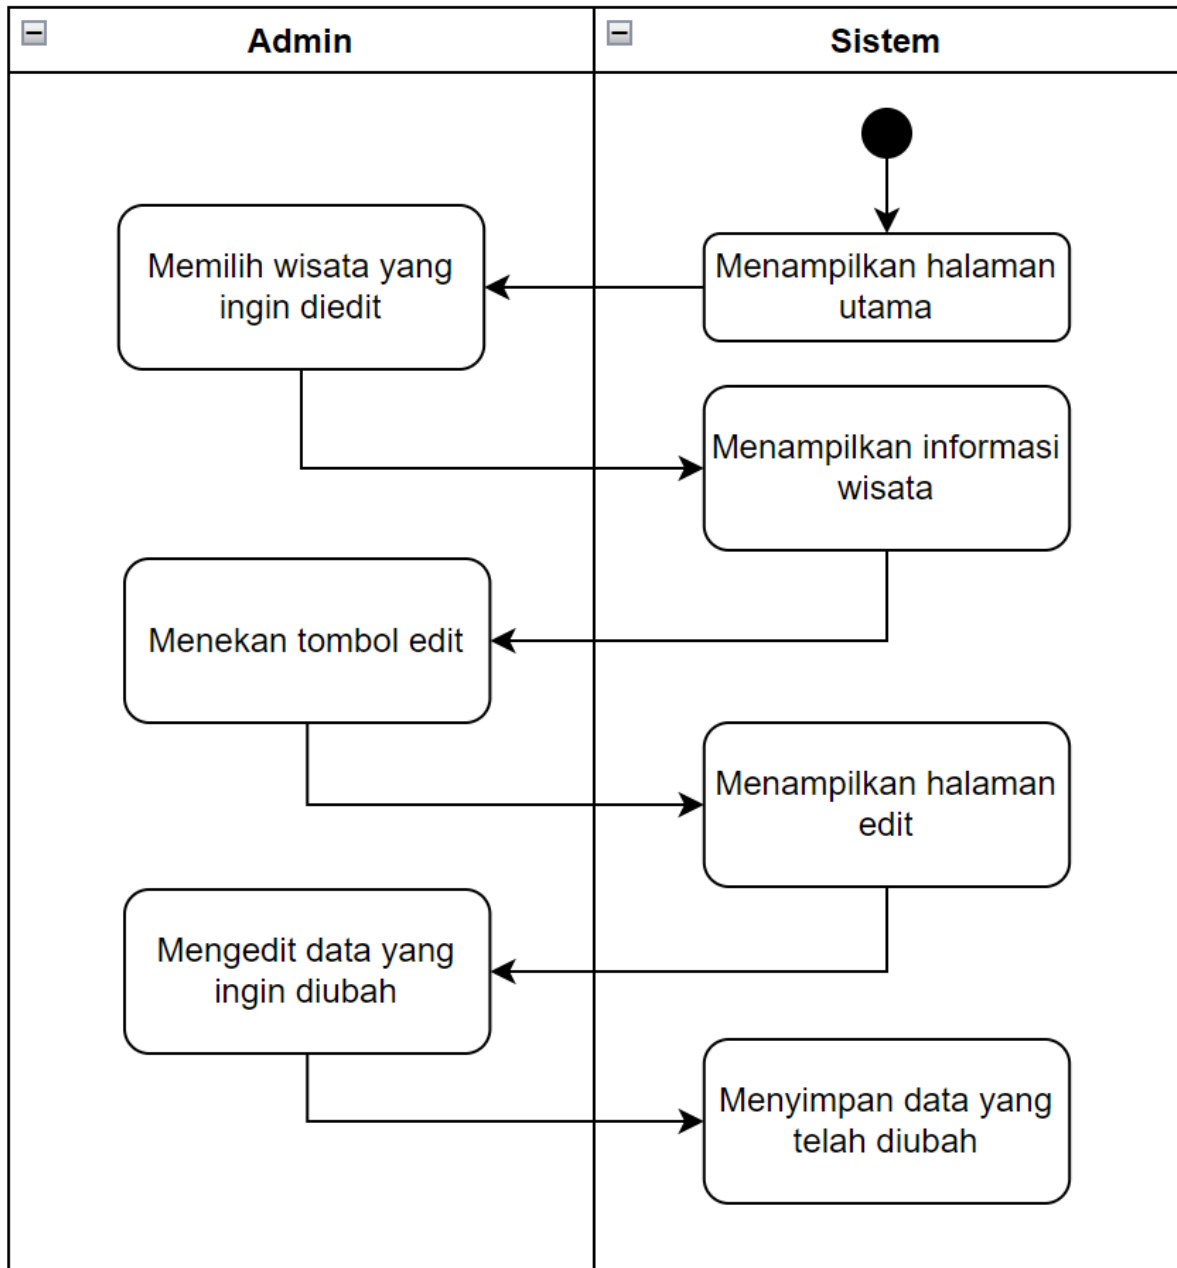 Admin
Sistem
Menampilkan halaman
utama
Memilih wisata yang
ingin diedit
Menampilkan informasi
wisata
Menekan tombol edit
Menampilkan halaman
edit
Mengedit data yang
ingin diubah
Menyimpan data yang
telah diubah